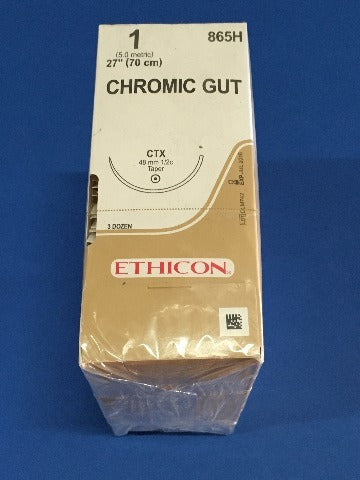 1
865H
(5.0 metric)
27" (70 cm)
CHROMIC GUT
CTX
48 mm 1/2c
Taper
3 DOZEN
ETHICON